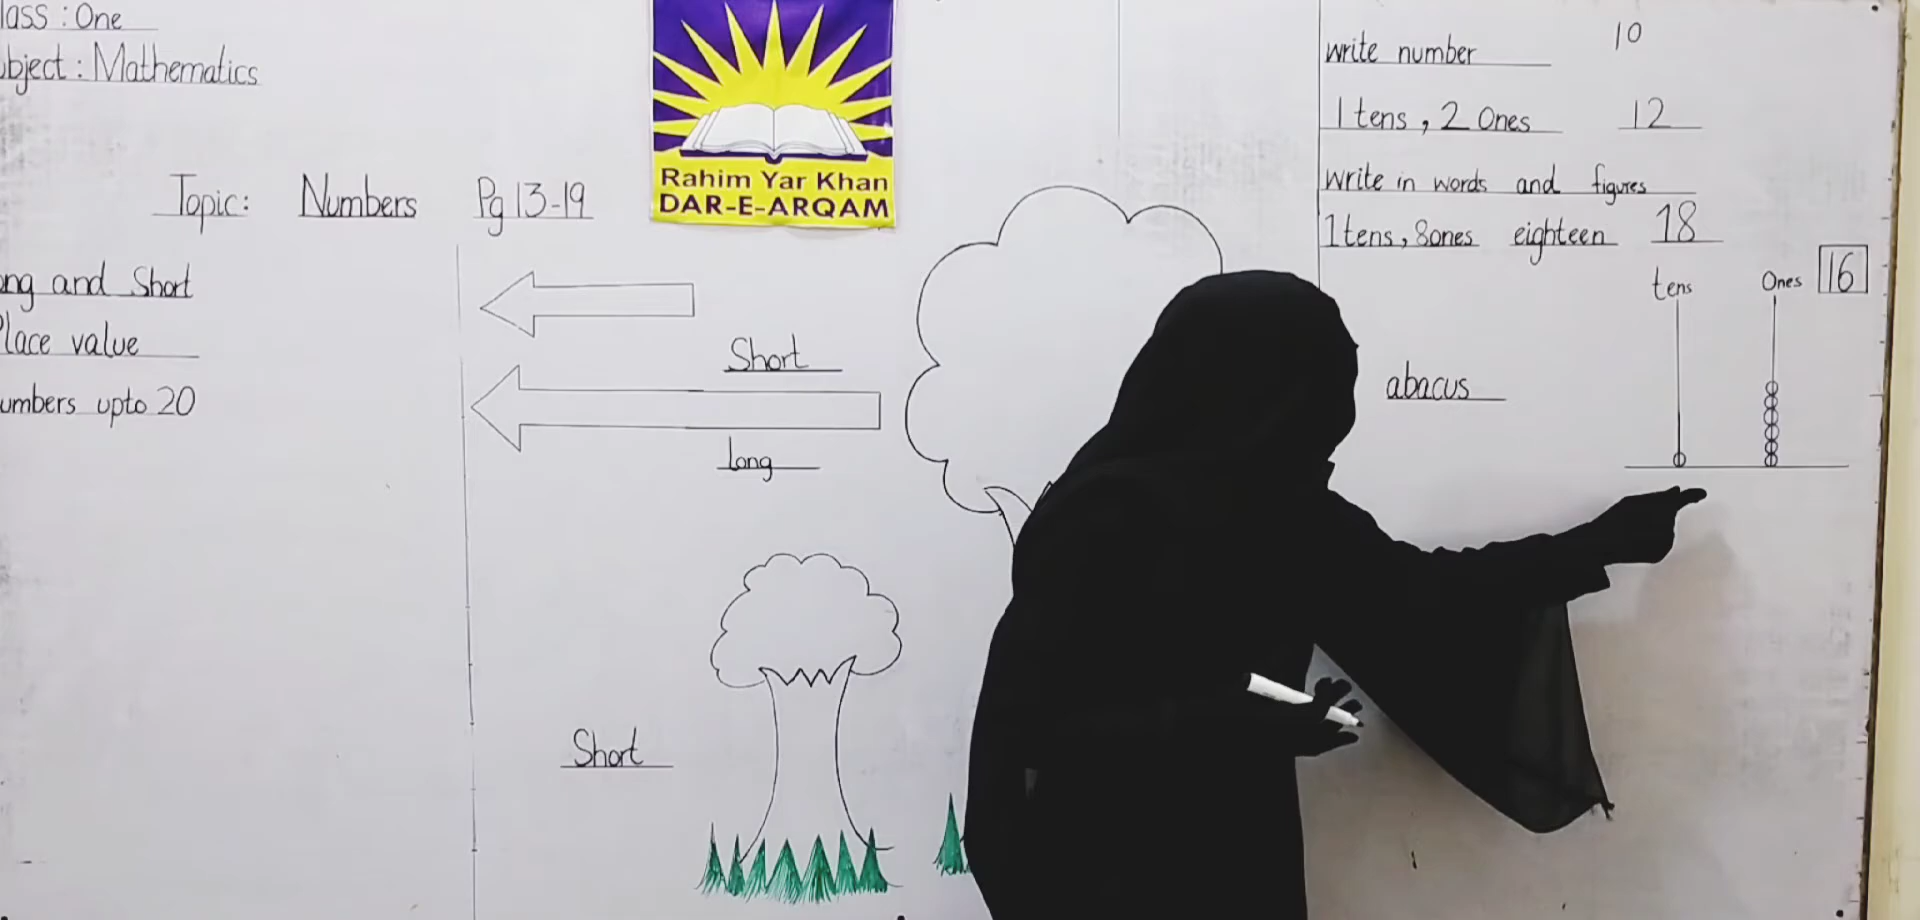 lass : One
bject : Mathematics
Topic: Numbers Pg 13-19
ng and Short
Place value
umbers upto 20
Rahim Yar Khan
DAR-E-ARQAM
Short
Long
Short
write number 10
1 tens , 2 Ones 12
write in words and figures
1 tens, 8 ones eighteen 18
tens Ones 16
abacus